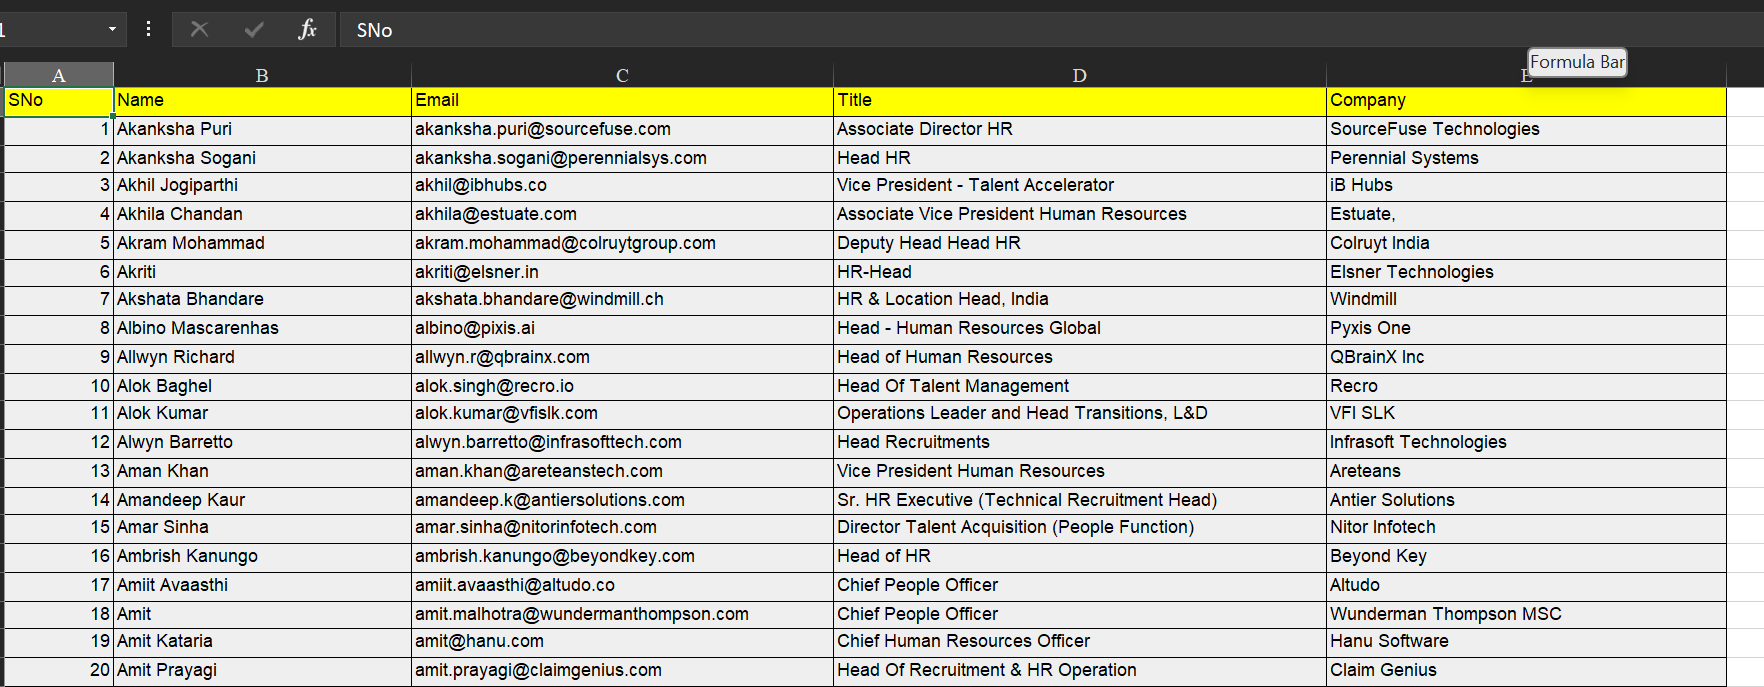 1
fx SNo
Formula Bar
A B C D E
SNo Name Email Title Company
1 Akanksha Puri akanksha.puri@sourcefuse.com Associate Director HR SourceFuse Technologies
2 Akanksha Sogani akanksha.sogani@perennialsys.com Head HR Perennial Systems
3 Akhil Jogiparthi akhil@ibhubs.co Vice President - Talent Accelerator iB Hubs
4 Akhila Chandan akhila@estuate.com Associate Vice President Human Resources Estuate,
5 Akram Mohammad akram.mohammad@colruytgroup.com Deputy Head Head HR Colruyt India
6 Akriti akriti@elsner.in HR-Head Elsner Technologies
7 Akshata Bhandare akshata.bhandare@windmill.ch HR & Location Head, India Windmill
8 Albino Mascarenhas albino@pixis.ai Head - Human Resources Global Pyxis One
9 Allwyn Richard allwyn.r@qbrainx.com Head of Human Resources QBrainX Inc
10 Alok Baghel alok.singh@recro.io Head Of Talent Management Recro
11 Alok Kumar alok.kumar@vfislk.com Operations Leader and Head Transitions, L&D VFI SLK
12 Alwyn Barretto alwyn.barretto@infrasofttech.com Head Recruitments Infrasoft Technologies
13 Aman Khan aman.khan@areteanstech.com Vice President Human Resources Areteans
14 Amandeep Kaur amandeep.k@antiersolutions.com Sr. HR Executive (Technical Recruitment Head) Antier Solutions
15 Amar Sinha amar.sinha@nitorinfotech.com Director Talent Acquisition (People Function) Nitor Infotech
16 Ambrish Kanungo ambrish.kanungo@beyondkey.com Head of HR Beyond Key
17 Amiit Avaasthi amiit.avaasthi@altudo.co Chief People Officer Altudo
18 Amit amit.malhotra@wundermanthompson.com Chief People Officer Wunderman Thompson MSC
19 Amit Kataria amit@hanu.com Chief Human Resources Officer Hanu Software
20 Amit Prayagi amit.prayagi@claimgenius.com Head Of Recruitment & HR Operation Claim Genius